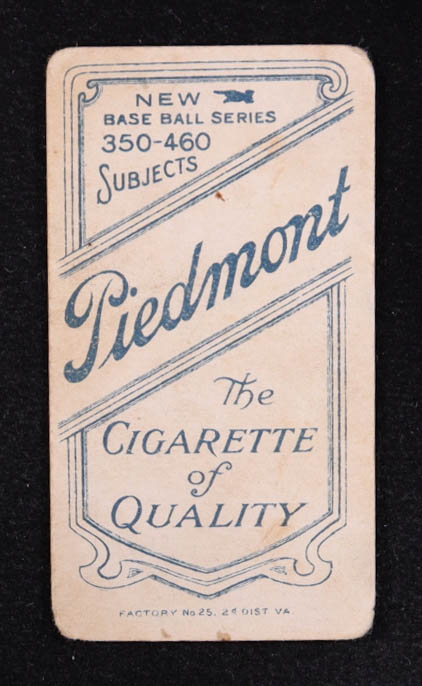 NEW
BASE BALL SERIES
350-460
SUBJECTS
Piedmont
The
CIGARETTE
of
QUALITY
FACTORY No 25, 2d DIST. VA.